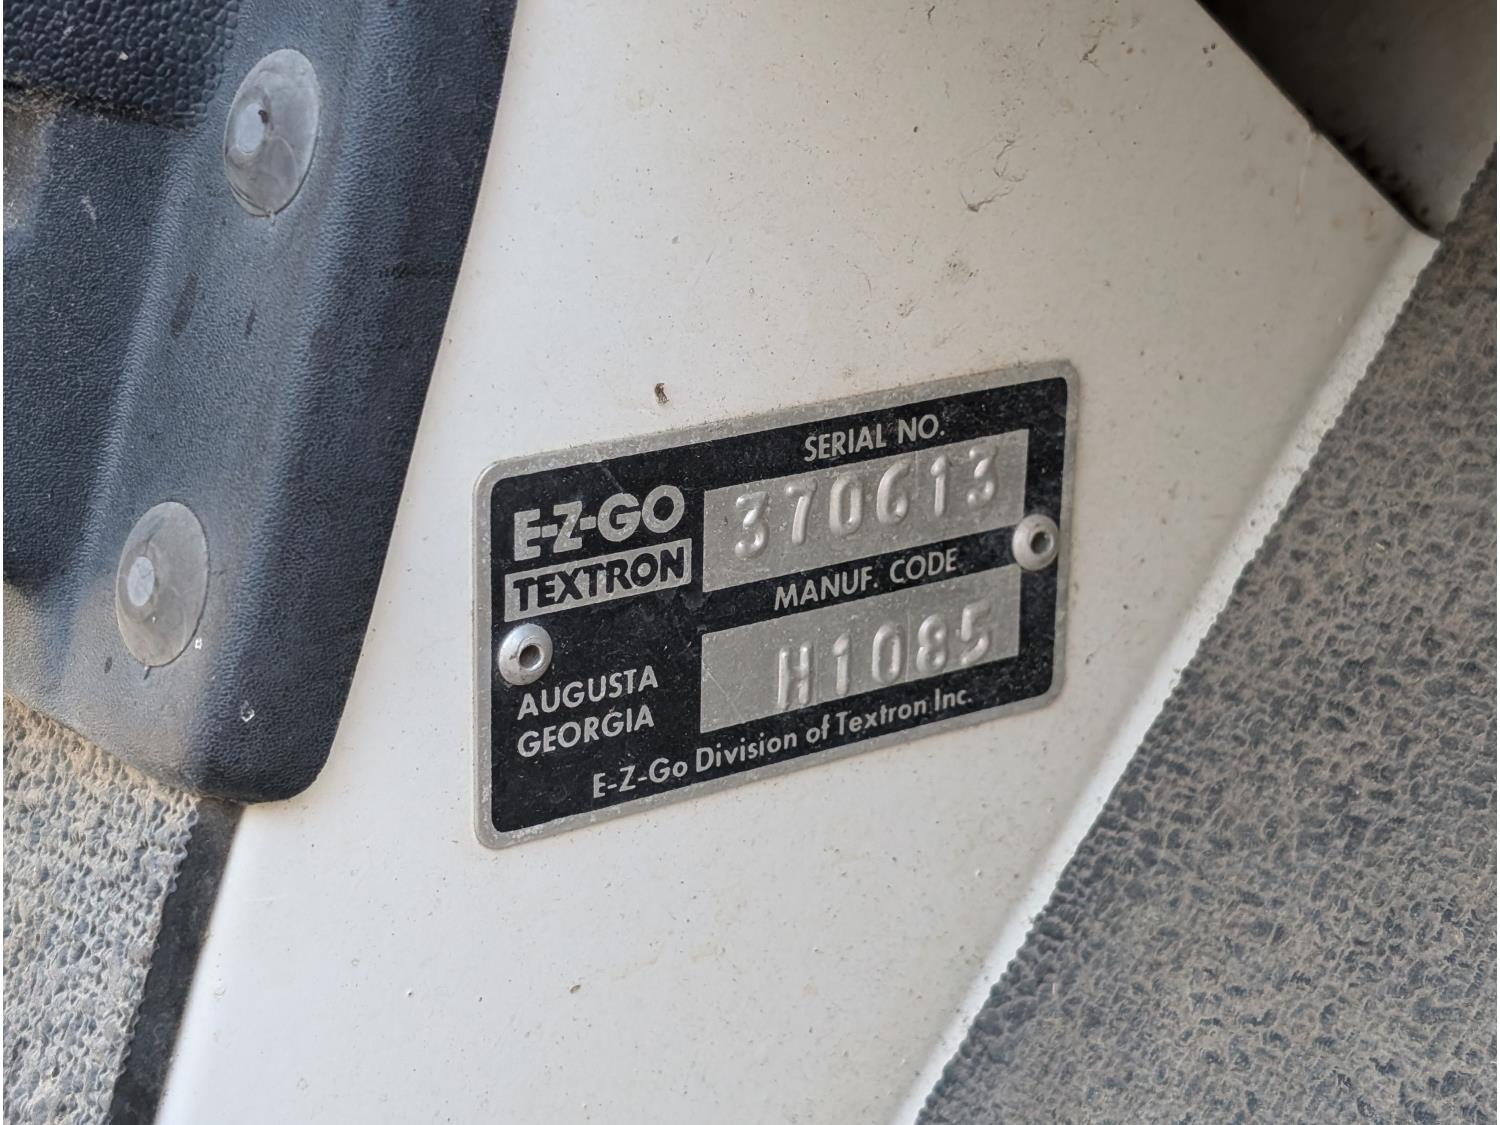 SERIAL NO.
E-Z-GO
370613
TEXTRON
MANUF. CODE
H1085
AUGUSTA
GEORGIA
E-Z-Go Division of Textron Inc.